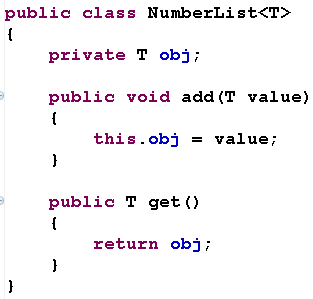 public class NumberList<T>
{
    private T obj;
    public void add(T value)
    {
        this.obj = value;
    }
    public T get()
    {
        return obj;
    }
}